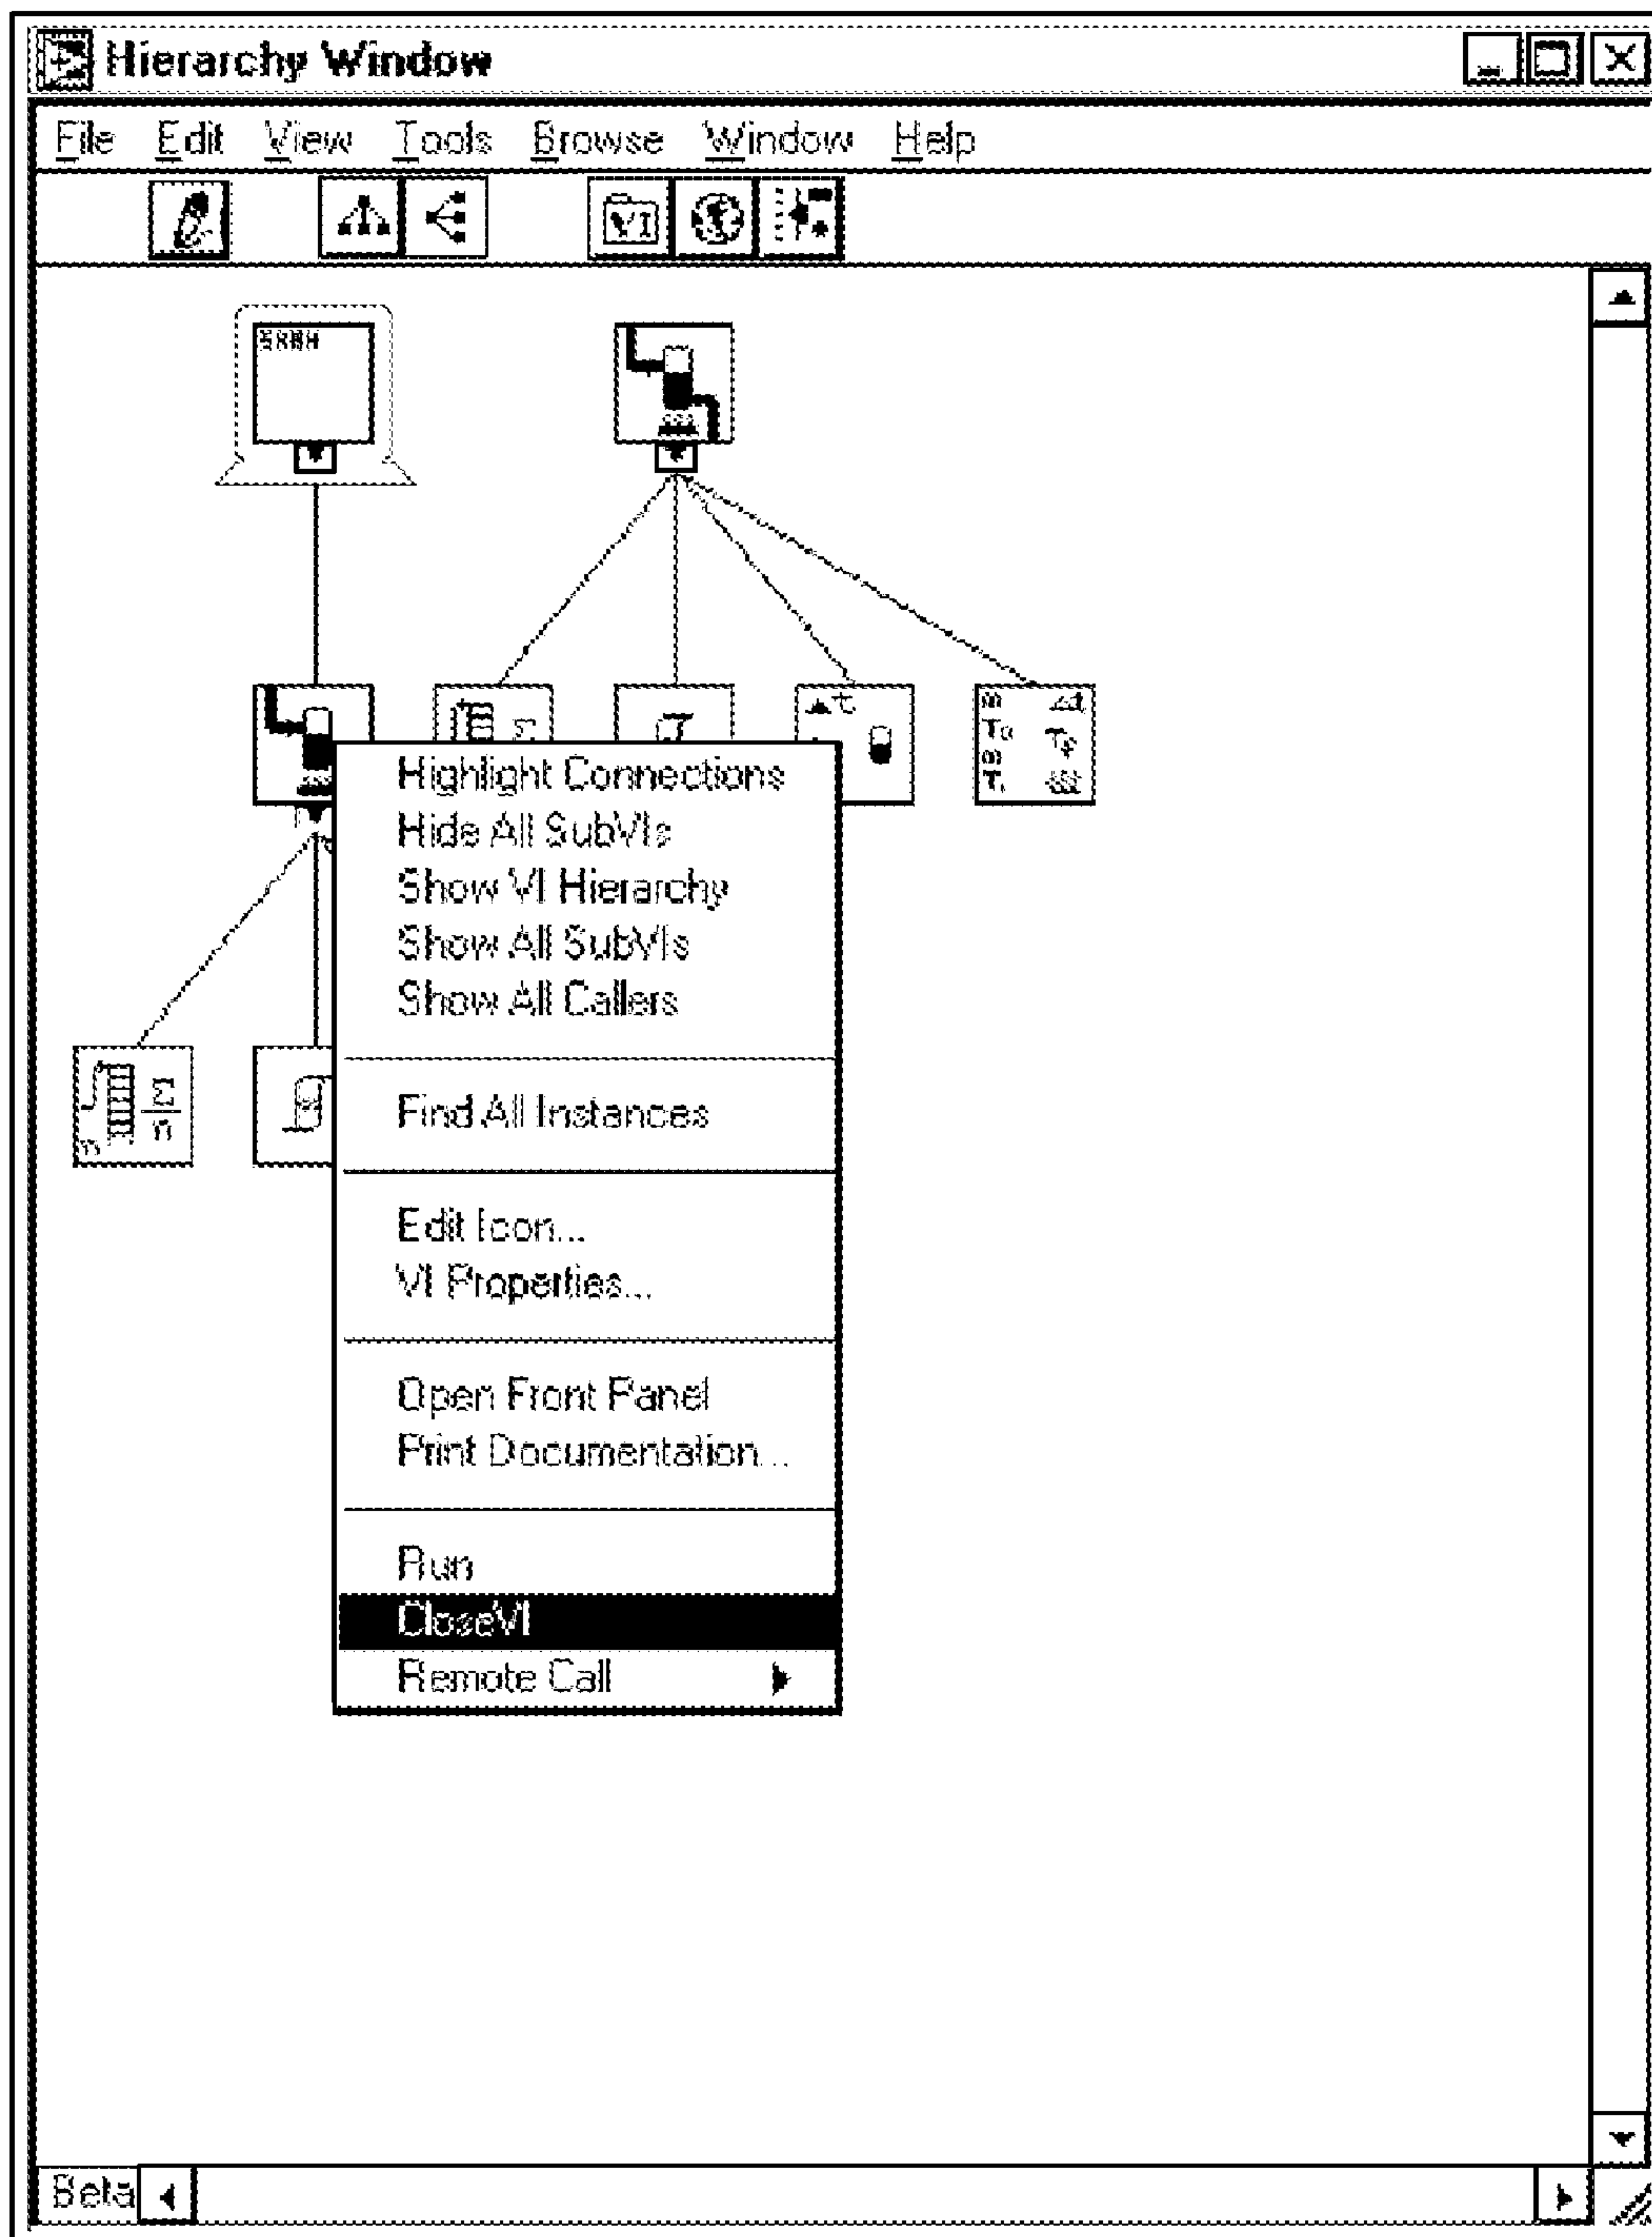 Hierarchy Window
File Edit View Tools Browse Window Help
VI
Highlight Connections
Hide All SubVIs
Show VI Hierarchy
Show All SubVIs
Show All Callers
Find All Instances
Edit Icon...
VI Properties...
Open Front Panel
Print Documentation...
Run
CloseVI
Remote Call
Beta